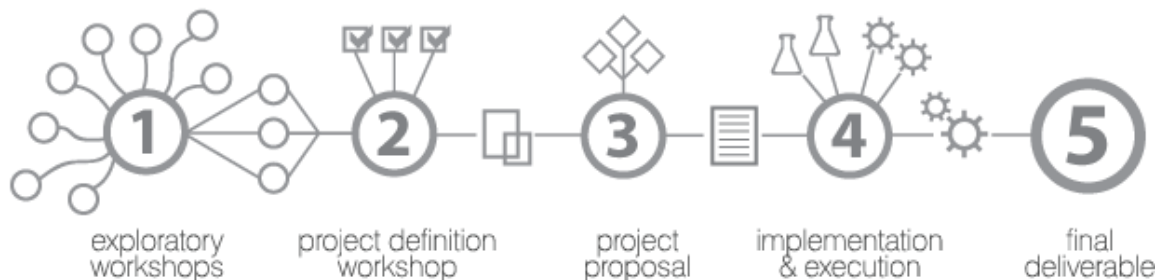 1
2
3
4
5
exploratory
workshops
project definition
workshop
project
proposal
implementation
& execution
final
deliverable